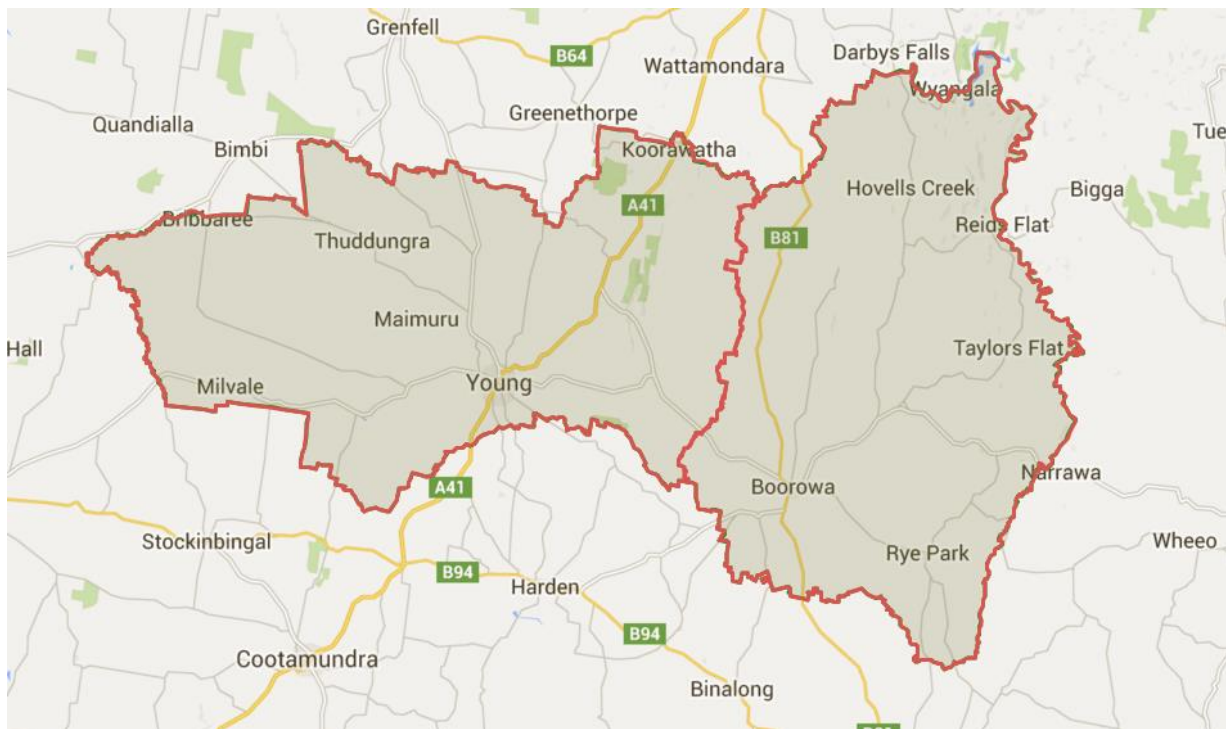 Grenfell
B64
Wattamondara
Darbys Falls
Wyangala
Greenethorpe
Quandialla
Bimbi
Koorawatha
Tue
Hovells Creek
Bigga
A41
Bribbaree
Reids Flat
Thuddungra
B81
Maimuru
Hall
Taylors Flat
Milvale
Young
Narrawa
A41
Boorowa
Stockinbingal
Wheeo
Rye Park
B94
Harden
B94
Cootamundra
Binalong